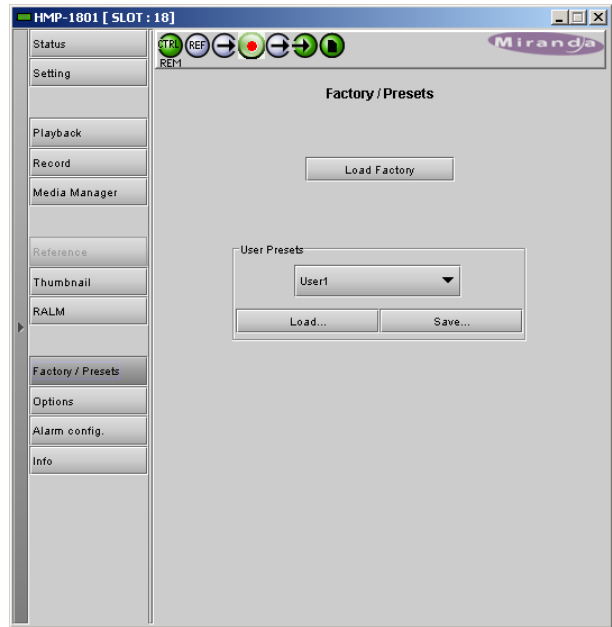 HMP-1801 [ SLOT : 18]
Status
Setting
Playback
Record
Media Manager
Reference
Thumbnail
RALM
Factory / Presets
Options
Alarm config.
Info
CTRL
REF
REM
Miranda
Factory / Presets
Load Factory
User Presets
User1
Load...
Save...